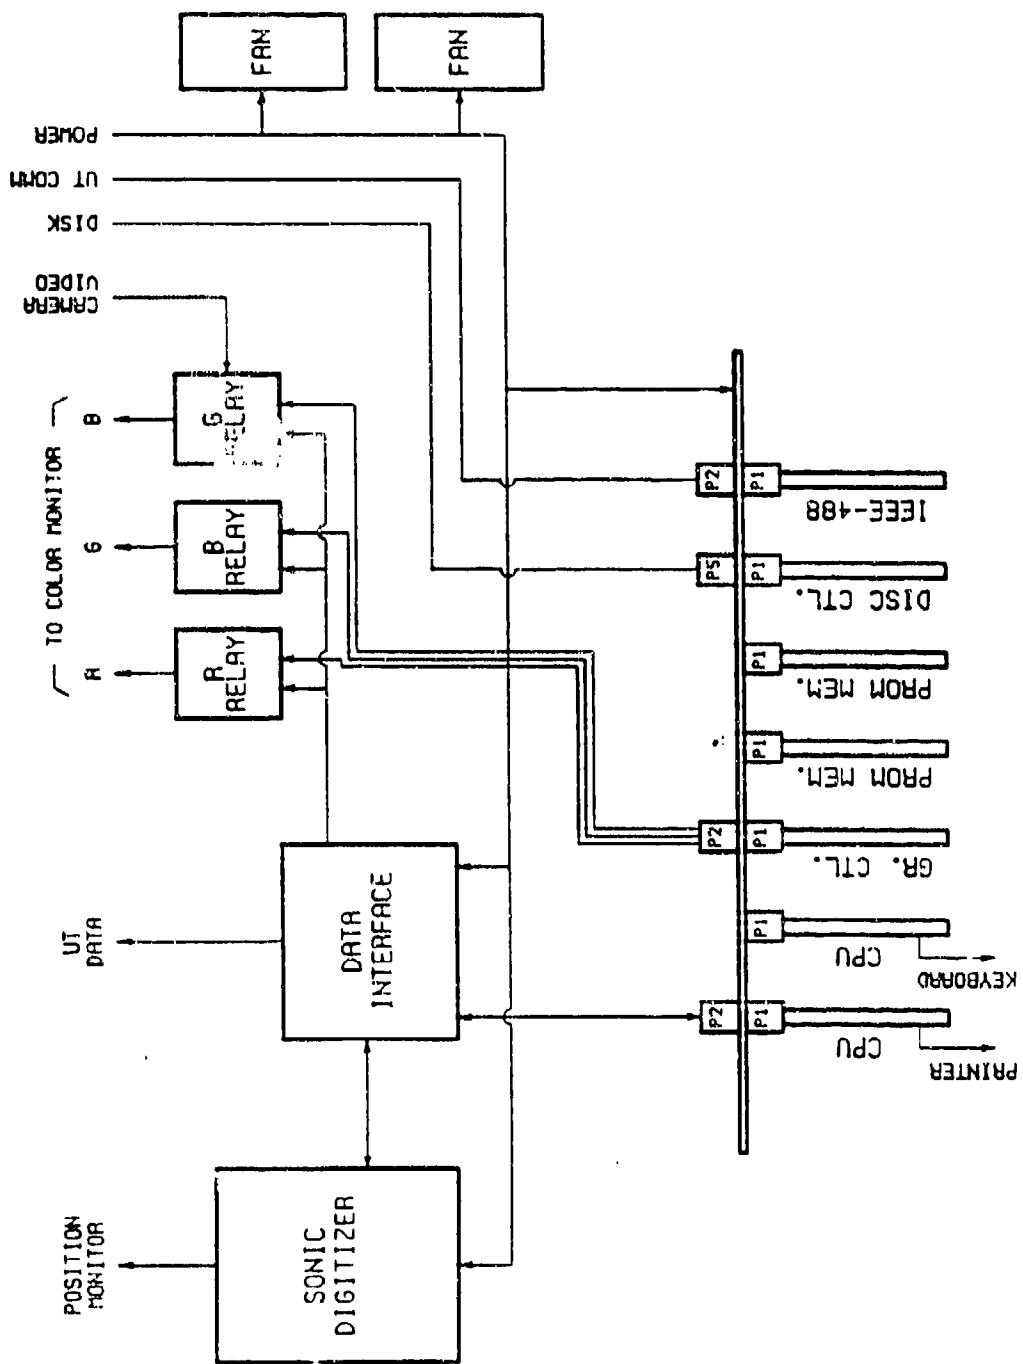 FAN
FAN
POWER
UT COMM
DISK
CAMERA
VIDEO
TO COLOR MONITOR
B
G
R
G
RELAY
B
RELAY
R
RELAY
UT
DATA
DATA
INTERFACE
POSITION
MONITOR
SONIC
DIGITIZER
P2
P1
IEEE-488
P5
P1
DISC CTL.
P1
PROM MEM.
P1
PROM MEM.
P2
P1
GR. CTL.
P1
CPU
KEYBOARD
P2
P1
CPU
PRINTER